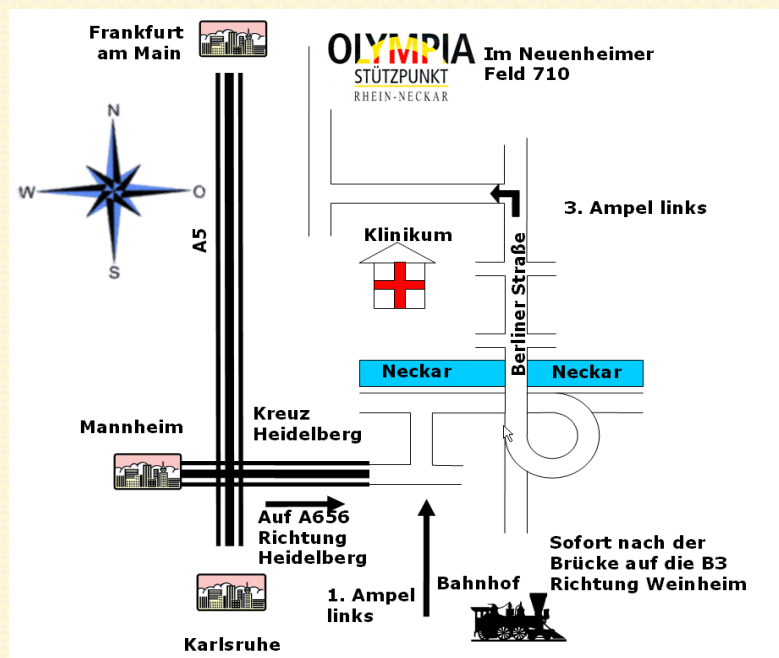 Frankfurt
am Main
OLYMPIA
STÜTZPUNKT
RHEIN-NECKAR
Im Neuenheimer
Feld 710
N
W
O
S
A5
3. Ampel links
Klinikum
Berliner Straße
Neckar
Neckar
Kreuz
Heidelberg
Mannheim
Auf A656
Richtung
Heidelberg
1. Ampel
links
Bahnhof
Sofort nach der
Brücke auf die B3
Richtung Weinheim
Karlsruhe